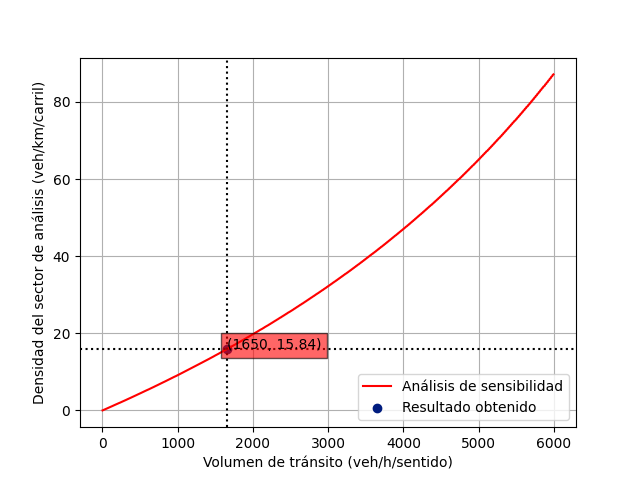 Densidad del sector de análisis (veh/km/carril)
80
60
40
20
0
(1650, 15.84)
Análisis de sensibilidad
Resultado obtenido
0 1000 2000 3000 4000 5000 6000
Volumen de tránsito (veh/h/sentido)